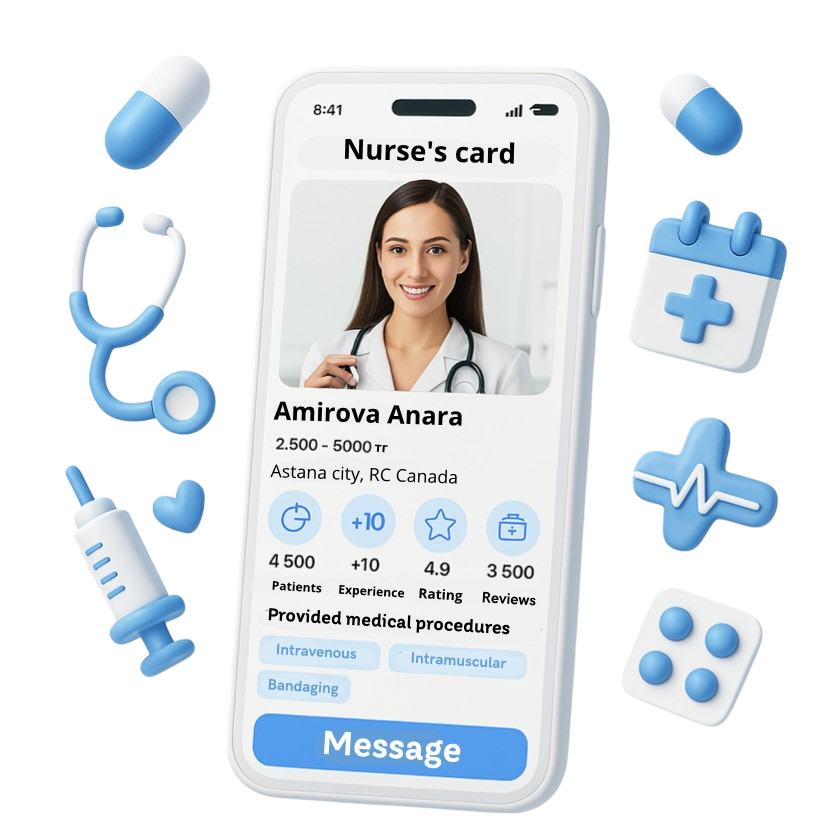 8:41
Nurse's card
Amirova Anara
2.500 - 5000 тг
Astana city, RC Canada
+10
4 500 +10 4.9 3 500
Patients Experience Rating Reviews
Provided medical procedures
Intravenous Intramuscular
Bandaging
Message